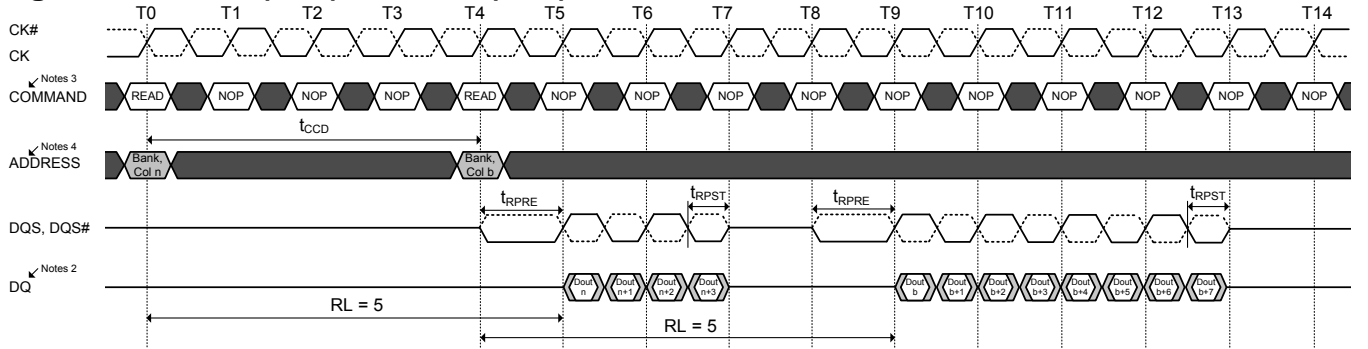 T0 T1 T2 T3 T4 T5 T6 T7 T8 T9 T10 T11 T12 T13 T14
CK#
CK
Notes 3
COMMAND READ NOP NOP NOP READ NOP NOP NOP NOP NOP NOP NOP NOP NOP NOP
tCCD
Notes 4
ADDRESS
Bank, Col n
Bank, Col b
tRPRE tRPST tRPRE tRPST
DQS, DQS#
Notes 2
DQ
Dout n
Dout n+1
Dout n+2
Dout n+3
Dout b
Dout b+1
Dout b+2
Dout b+3
Dout b+4
Dout b+5
Dout b+6
Dout b+7
RL = 5
RL = 5